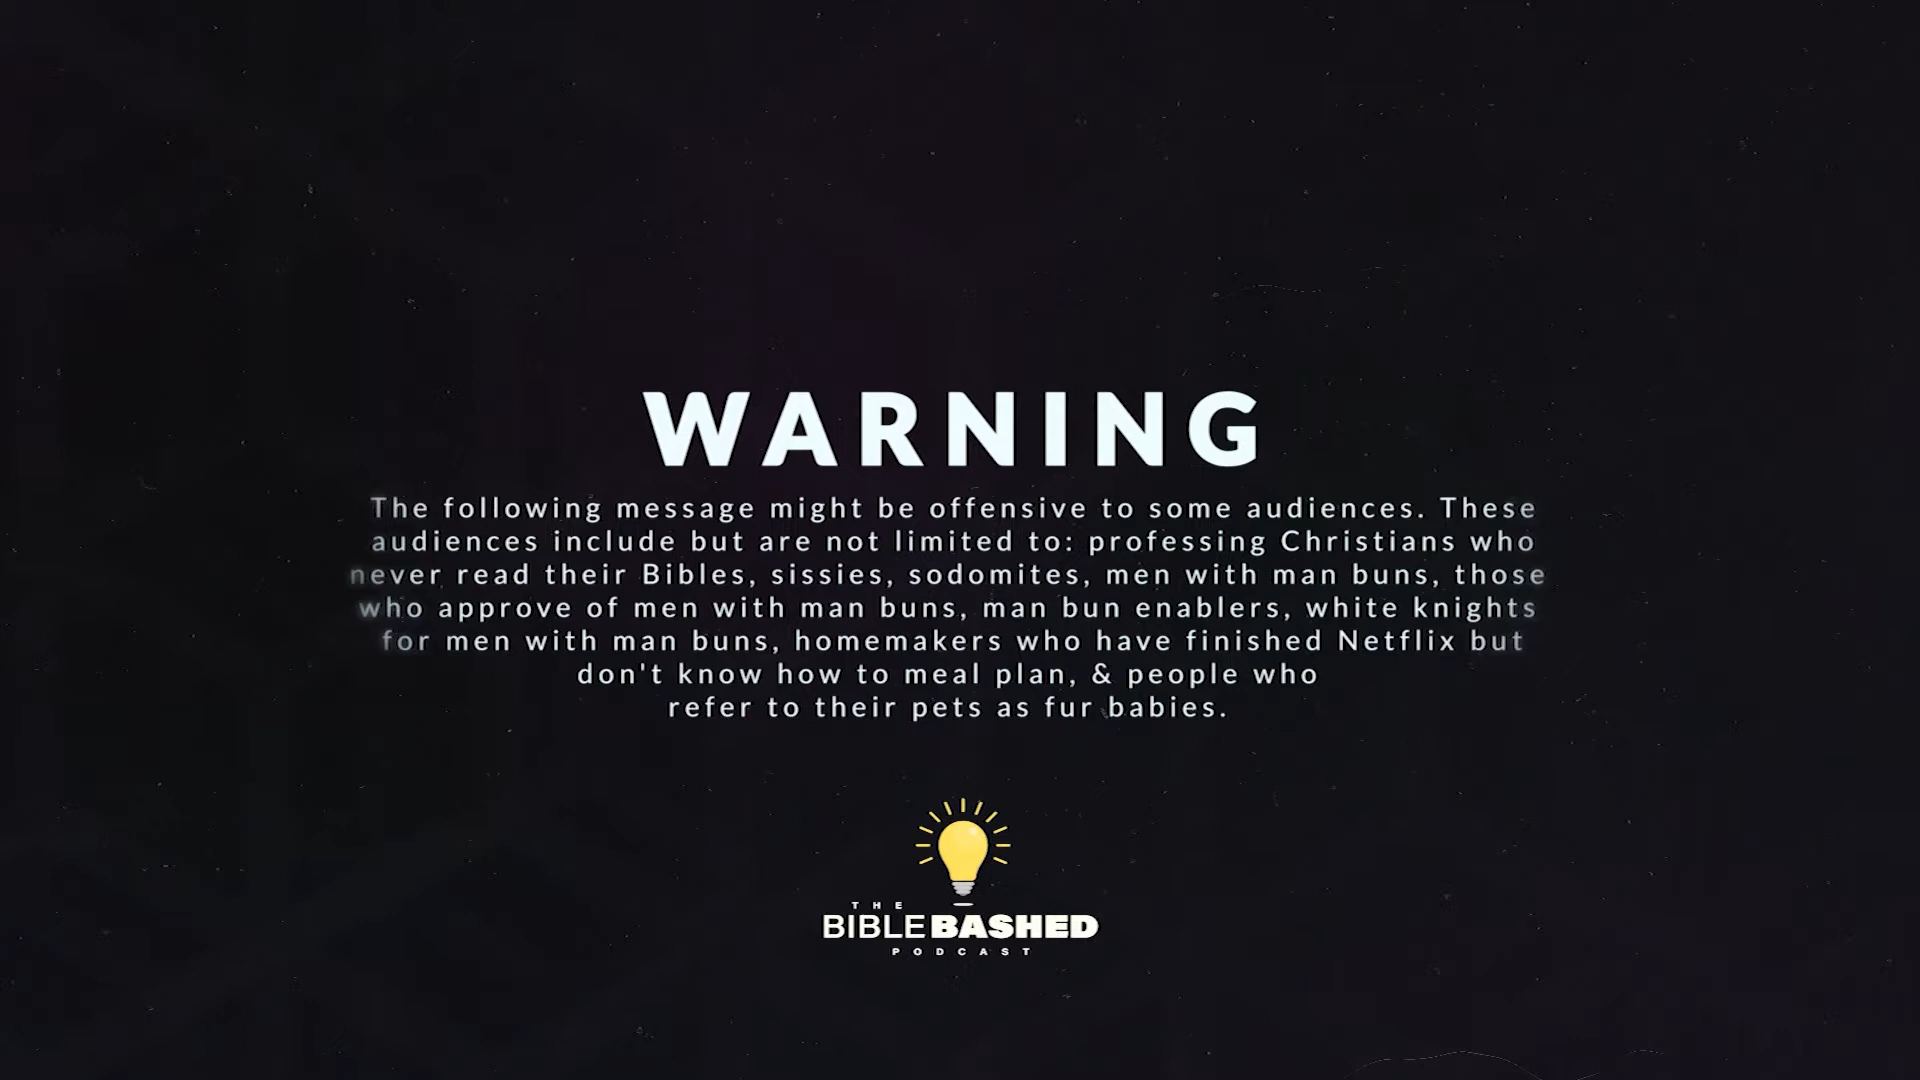 WARNING
The following message might be offensive to some audiences. These
audiences include but are not limited to: professing Christians who
never read their Bibles, sissies, sodomites, men with man buns, those
who approve of men with man buns, man bun enablers, white knights
for men with man buns, homemakers who have finished Netflix but
don't know how to meal plan, & people who
refer to their pets as fur babies.
THE
BIBLEBASHED
PODCAST